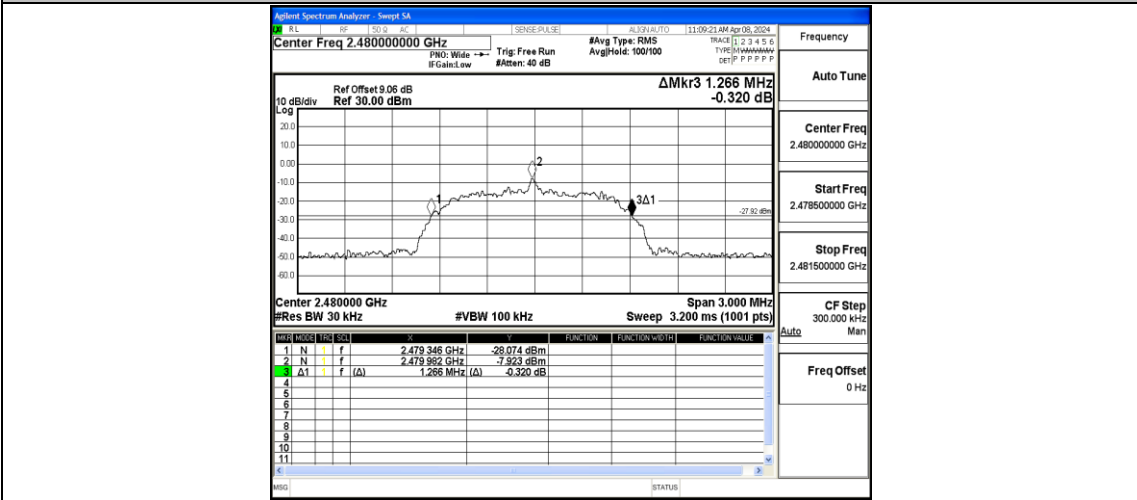 Agilent Spectrum Analyzer - Swept SA
RL RF 50 Ω AC SENSE:PULSE ALIGN AUTO 11:09:21 AM Apr 08, 2024
Center Freq 2.480000000 GHz
PNO: Wide
IFGain:Low
Trig: Free Run
#Atten: 40 dB
#Avg Type: RMS
Avg|Hold: 100/100
TRACE 1 2 3 4 5 6
TYPE MWWWWW
DET P P P P P P
Frequency
Auto Tune
ΔMkr3 1.266 MHz
-0.320 dB
Ref Offset 9.06 dB
10 dB/div Ref 30.00 dBm
Log
20.0
10.0
0.00
-10.0
-20.0
-30.0
-40.0
-50.0
-60.0
1
2
3Δ1
-27.92 dBm
Center Freq
2.480000000 GHz
Start Freq
2.478500000 GHz
Stop Freq
2.481500000 GHz
Center 2.480000 GHz Span 3.000 MHz
#Res BW 30 kHz #VBW 100 kHz Sweep 3.200 ms (1001 pts)
CF Step
300.000 kHz
Auto Man
Freq Offset
0 Hz
MKR MODE TRC SCL X Y FUNCTION FUNCTION WIDTH FUNCTION VALUE
1 N 1 f 2.479 346 GHz -28.074 dBm
2 N 1 f 2.479 982 GHz -7.923 dBm
3 Δ1 1 f (Δ) 1.266 MHz (Δ) -0.320 dB
4
5
6
7
8
9
10
11
MSG STATUS